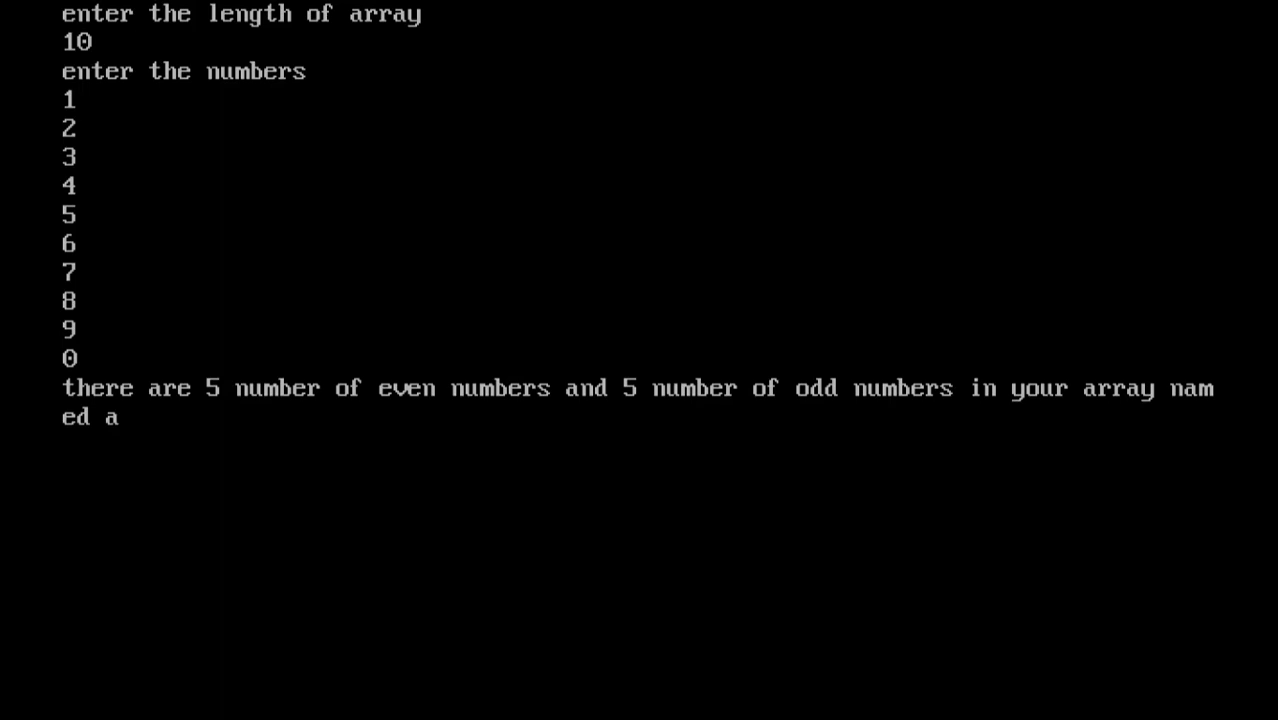 enter the length of array
10
enter the numbers
1
2
3
4
5
6
7
8
9
0
there are 5 number of even numbers and 5 number of odd numbers in your array nam
ed a